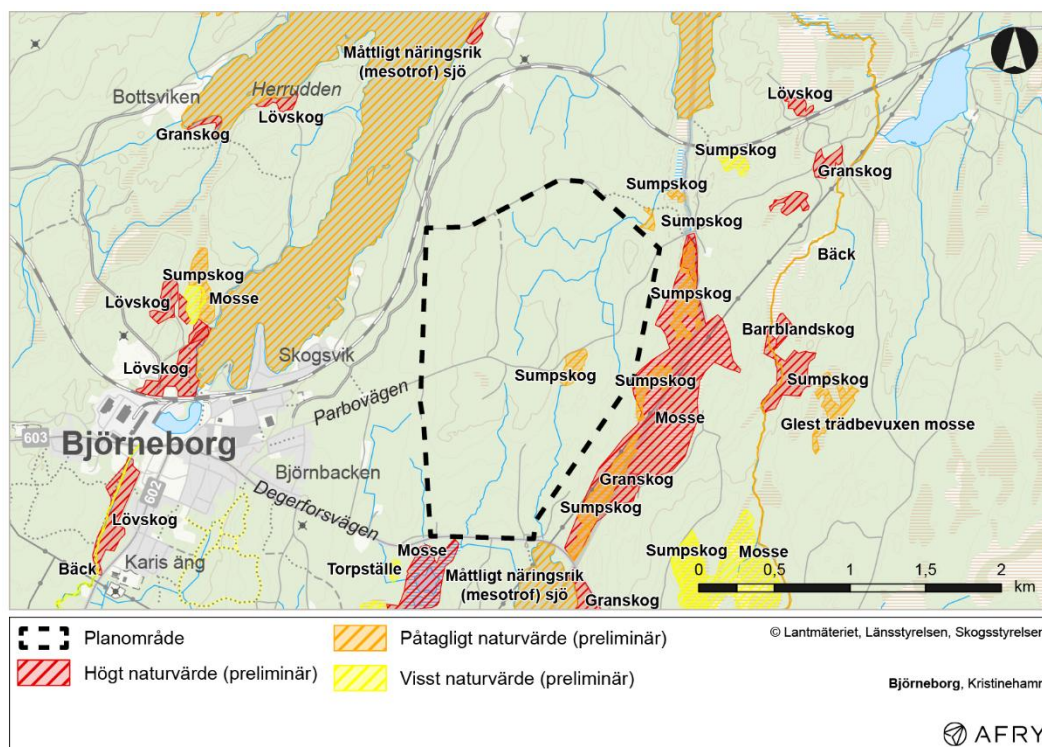 Måttligt näringsrik
(mesotrof) sjö
Bottsviken
Herrudden
Lövskog
Granskog
Lövskog
Sumpskog
Granskog
Sumpskog
Sumpskog
Bäck
Sumpskog
Mosse
Lövskog
Sumpskog
Barrblandskog
Lövskog
Skogsvik
Sumpskog
Sumpskog
Sumpskog
Parbovägen
Mosse
Glest trädbevuxen mosse
603
Björneborg
Björnbacken
602
Degerforsvägen
Granskog
Sumpskog
Lövskog
Mosse
Sumpskog
Mosse
Karis äng
Bäck
Torpställe
Måttligt näringsrik
(mesotrof) sjö
Granskog
0 0,5 1 1,5 2
km
Planområde
Högt naturvärde (preliminär)
Påtagligt naturvärde (preliminär)
Visst naturvärde (preliminär)
© Lantmäteriet, Länsstyrelsen, Skogsstyrelsen
Björneborg, Kristinehamn
AFRY